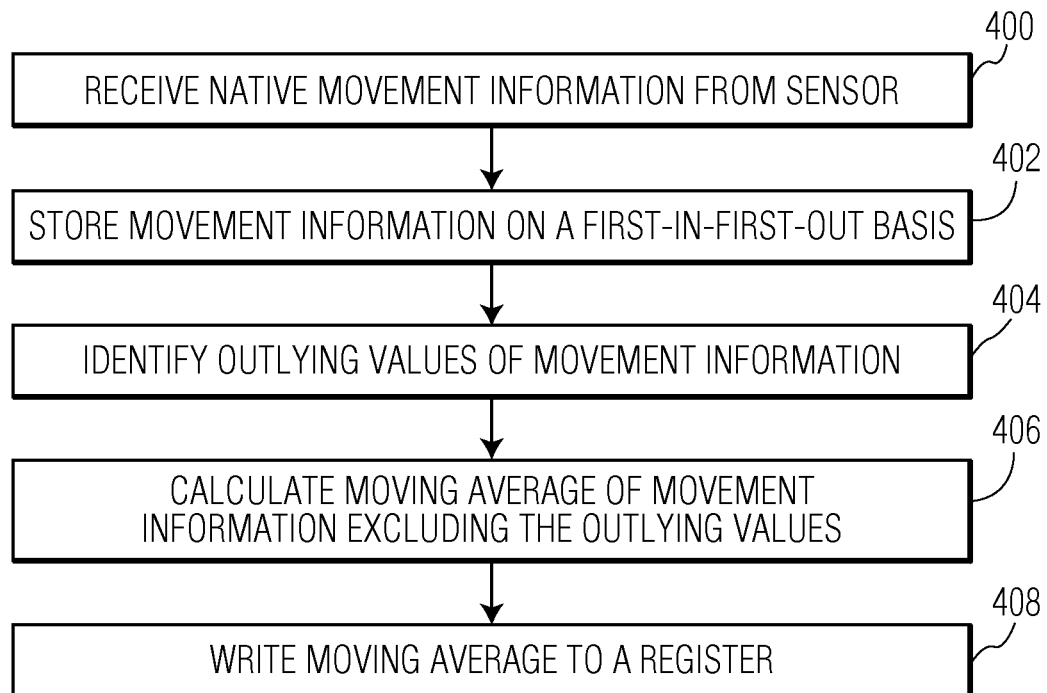 400
RECEIVE NATIVE MOVEMENT INFORMATION FROM SENSOR
402
STORE MOVEMENT INFORMATION ON A FIRST-IN-FIRST-OUT BASIS
404
IDENTIFY OUTLYING VALUES OF MOVEMENT INFORMATION
406
CALCULATE MOVING AVERAGE OF MOVEMENT
INFORMATION EXCLUDING THE OUTLYING VALUES
408
WRITE MOVING AVERAGE TO A REGISTER